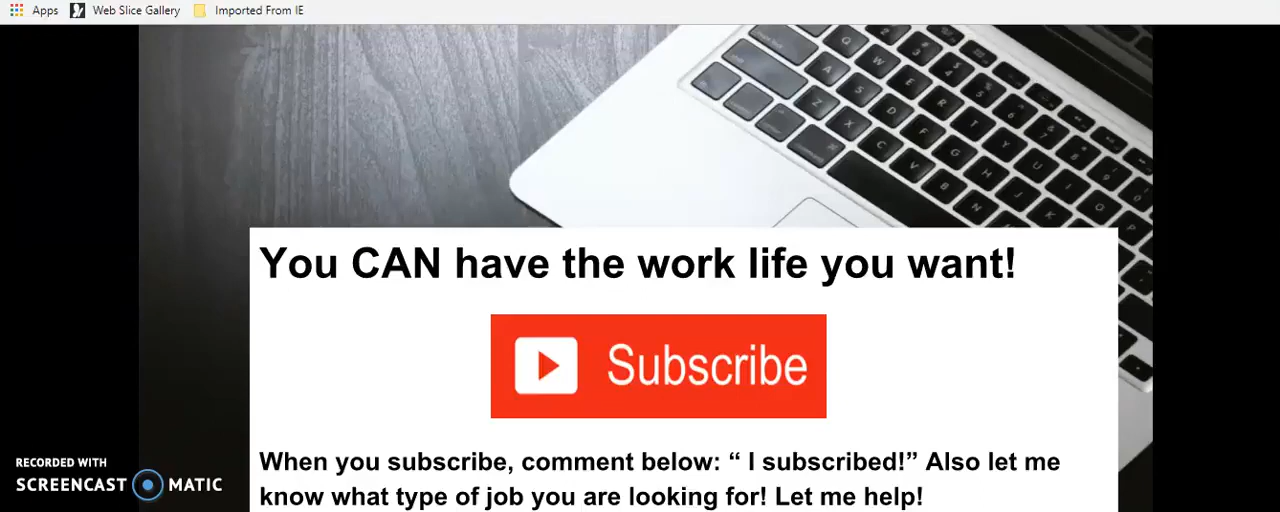 Apps Web Slice Gallery Imported From IE
You CAN have the work life you want!
Subscribe
When you subscribe, comment below: “ I subscribed!” Also let me
know what type of job you are looking for! Let me help!
RECORDED WITH
SCREENCAST MATIC